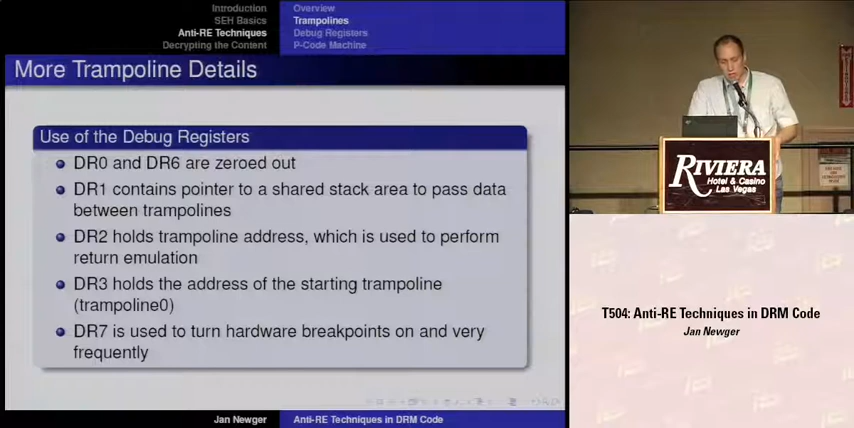 Introduction
SEH Basics
Anti-RE Techniques
Decrypting the Content
Overview
Trampolines
Debug Registers
P-Code Machine
More Trampoline Details
Use of the Debug Registers
DR0 and DR6 are zeroed out
DR1 contains pointer to a shared stack area to pass data
between trampolines
DR2 holds trampoline address, which is used to perform
return emulation
DR3 holds the address of the starting trampoline
(trampoline0)
DR7 is used to turn hardware breakpoints on and very
frequently
Jan Newger
Anti-RE Techniques in DRM Code
RIVIERA
Hotel & Casino
Las Vegas
T504: Anti-RE Techniques in DRM Code
Jan Newger